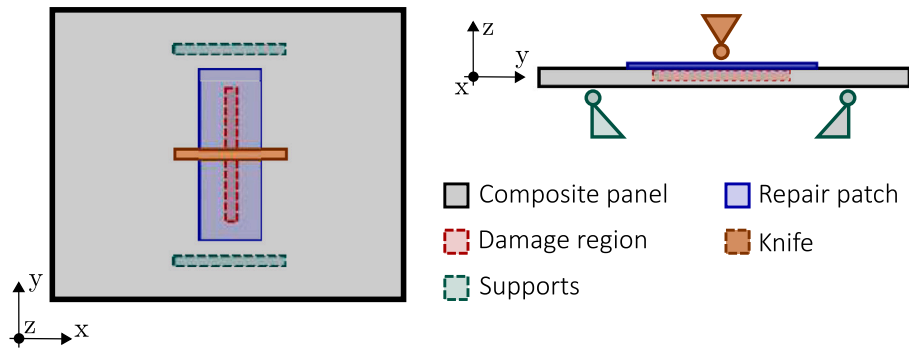 y
z
x
z
y
x
Composite panel
Repair patch
Damage region
Knife
Supports